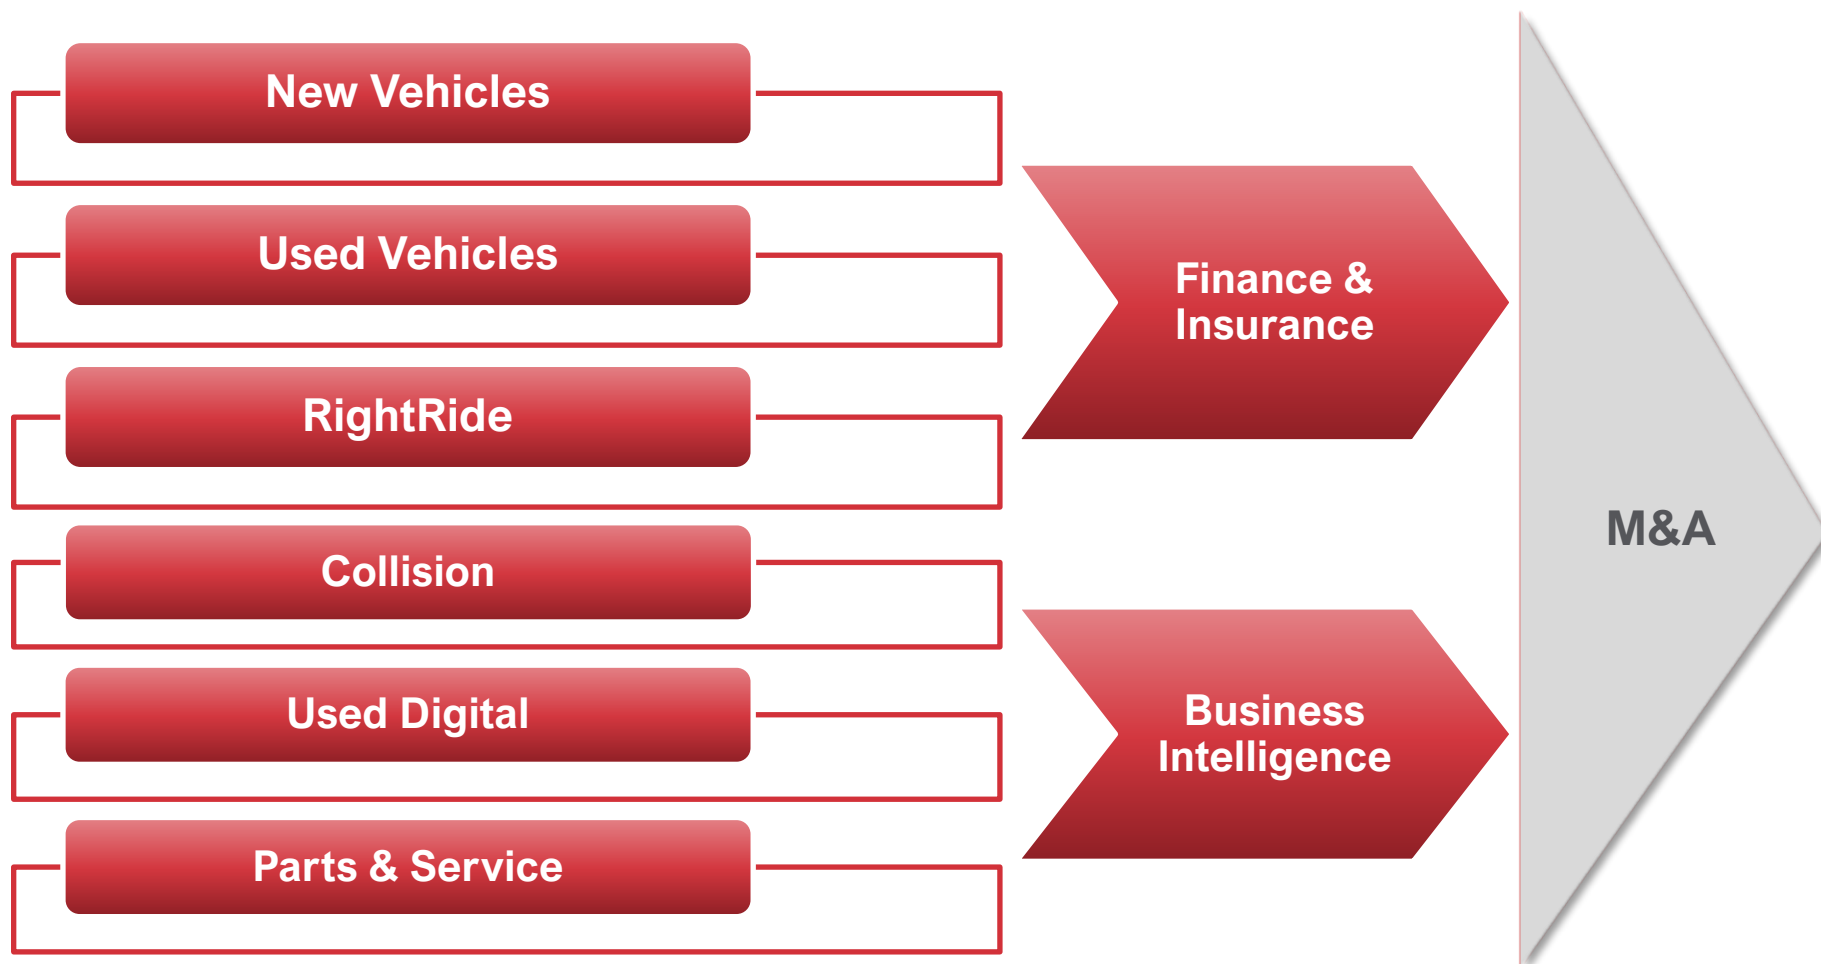 New Vehicles
Used Vehicles
RightRide
Collision
Used Digital
Parts & Service
Finance &
Insurance
Business
Intelligence
M&A